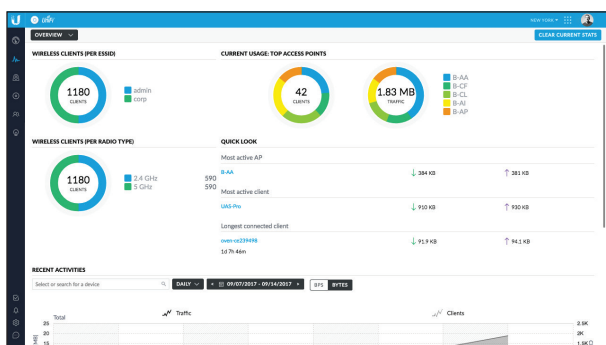 U UniFi NEW YORK
OVERVIEW CLEAR CURRENT STATS
WIRELESS CLIENTS (PER ESSID) CURRENT USAGE: TOP ACCESS POINTS
1180
CLIENTS
admin
corp
42
CLIENTS
1.83 MB
TRAFFIC
B-AA
B-CF
B-CL
B-AI
B-AP
WIRELESS CLIENTS (PER RADIO TYPE) QUICK LOOK
1180
CLIENTS
2.4 GHz 590
5 GHz 590
Most active AP
B-AA ↓ 384 KB ↑ 381 KB
Most active client
UAS-Pro ↓ 910 KB ↑ 930 KB
Longest connected client
oven-ce239498 ↓ 91.9 KB ↑ 94.1 KB
1d 7h 46m
RECENT ACTIVITIES
Select or search for a device DAILY 09/07/2017 - 09/14/2017 BPS BYTES
Total Traffic Clients
25 2.5K
20 2K
15 1.5K